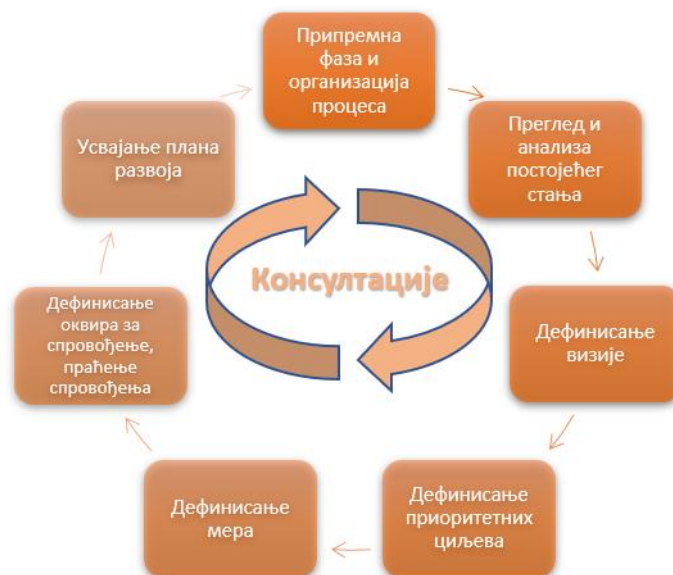 Припремна
фаза и
организација
процеса
Преглед и
анализа
постојећег
стања
Дефинисање
визије
Дефинисање
приоритетних
циљева
Дефинисање
мера
Дефинисање
оквира за
спровођење,
праћење
спровођења
Усвајање плана
развоја
Консултације